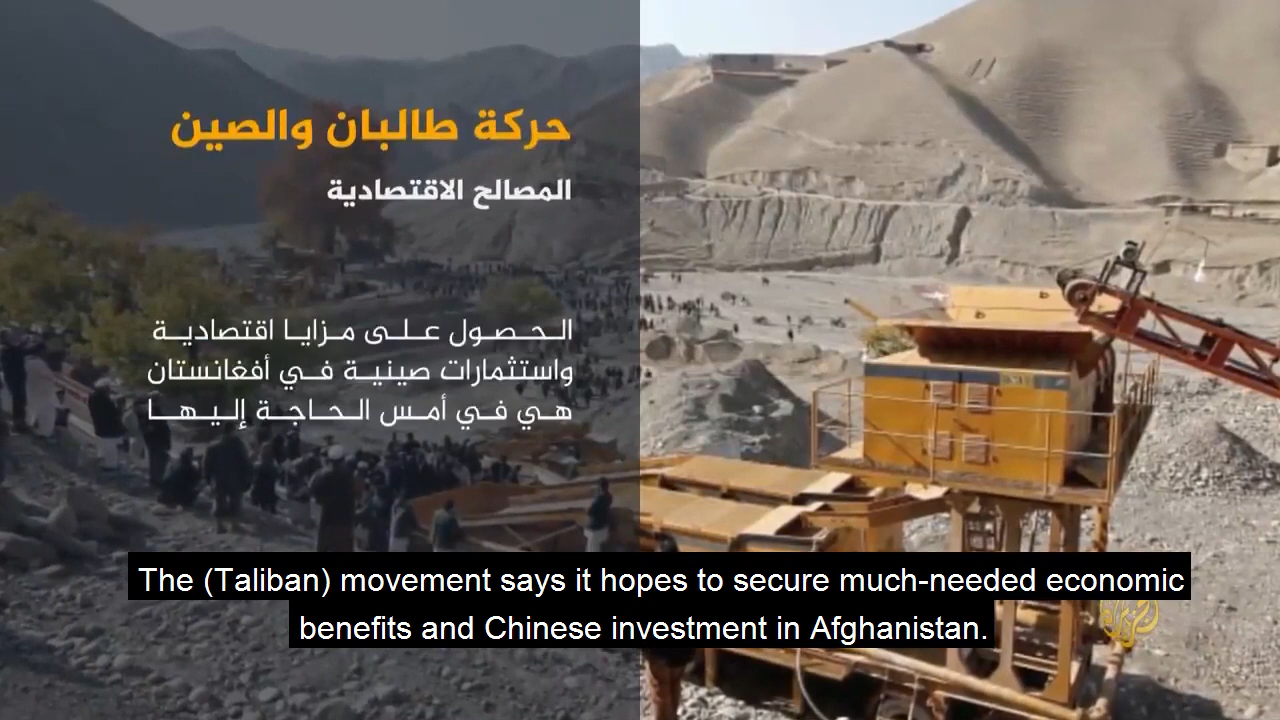 حركة طالبان والصين
المصالح الاقتصادية
الحصول على مزايا اقتصادية
واستثمارات صينية في أفغانستان
هي في أمس الحاجة إليها
The (Taliban) movement says it hopes to secure much-needed economic
benefits and Chinese investment in Afghanistan.